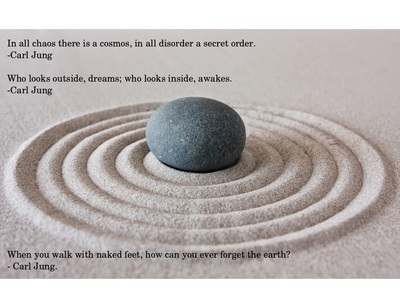 In all chaos there is a cosmos, in all disorder a secret order.
-Carl Jung
Who looks outside, dreams; who looks inside, awakes.
-Carl Jung
When you walk with naked feet, how can you ever forget the earth?
- Carl Jung.